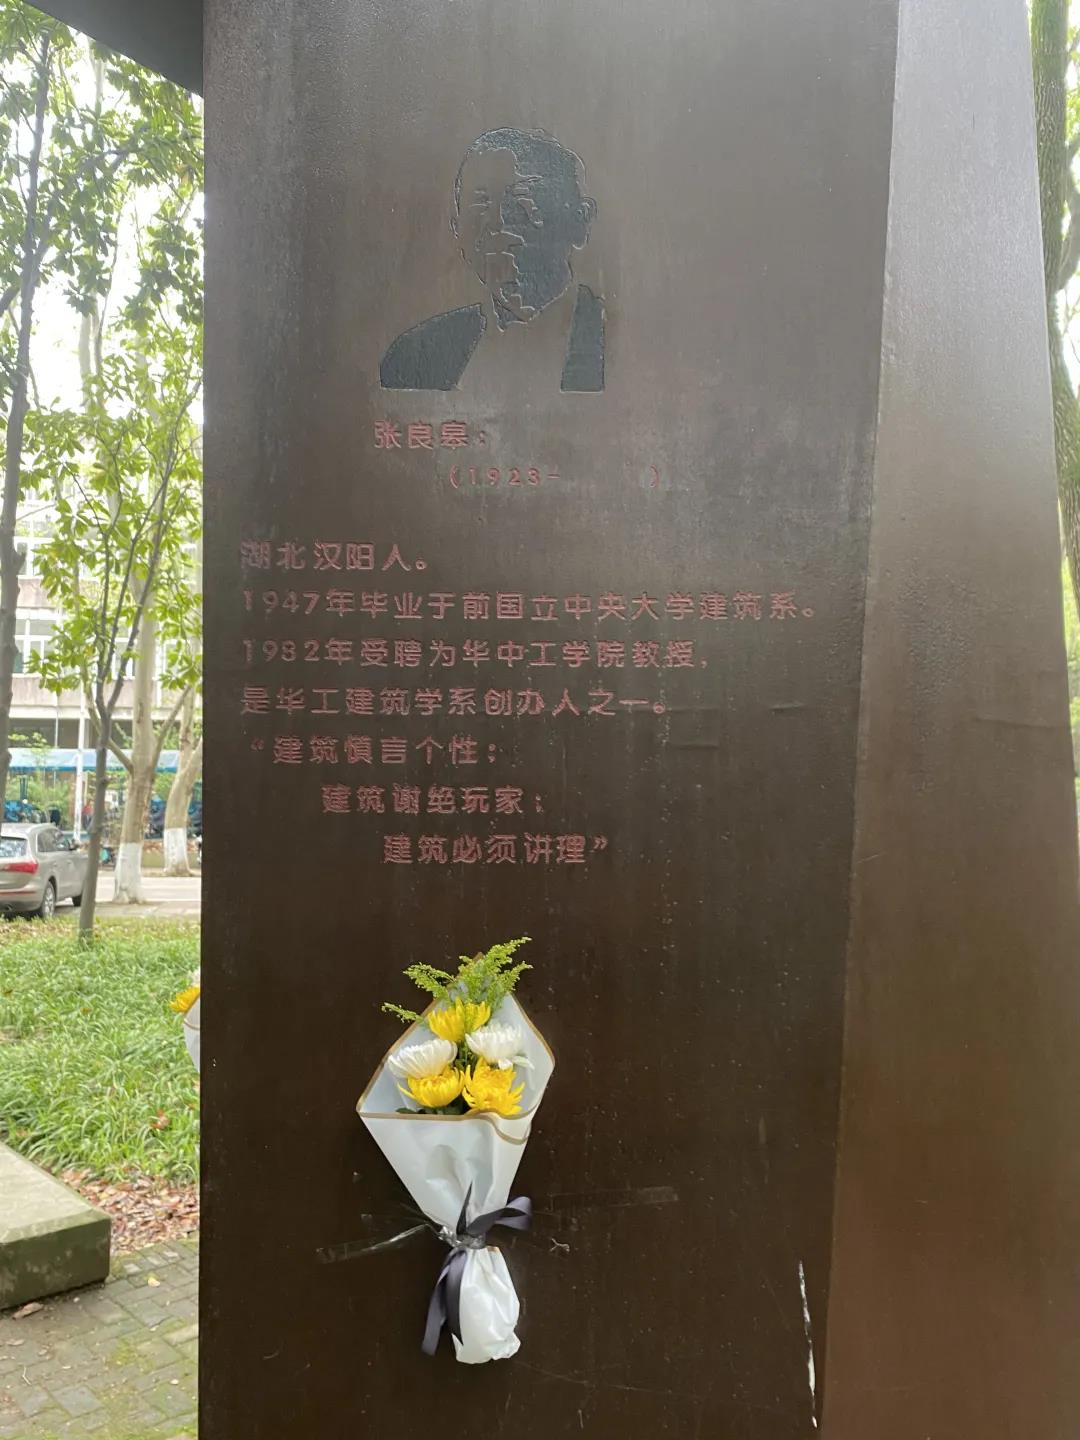 张良皋：
(1923-      )
湖北汉阳人。
1947年毕业于前国立中央大学建筑系。
1982年受聘为华中工学院教授，
是华工建筑学系创办人之一。
“建筑慎言个性；
建筑谢绝玩家；
建筑必须讲理”